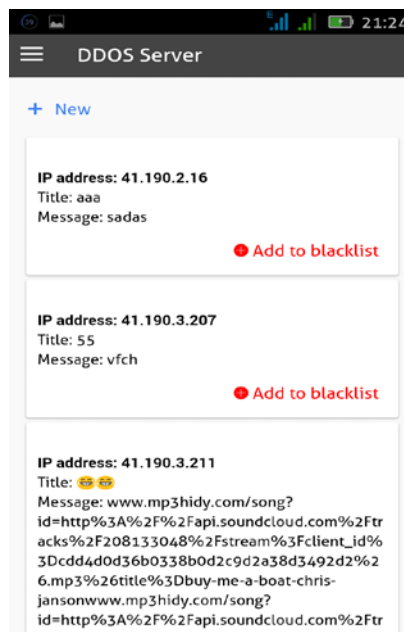 39
E
21:24
DDOS Server
+ New
IP address: 41.190.2.16
Title: aaa
Message: sadas
Add to blacklist
IP address: 41.190.3.207
Title: 55
Message: vfch
Add to blacklist
IP address: 41.190.3.211
Title: 😂😂
Message: www.mp3hidy.com/song?
id=http%3A%2F%2Fapi.soundcloud.com%2Ftr
acks%2F208133048%2Fstream%3Fclient_id%
3Dcdd4d0d36b0338b0d2c9d2a38d3492d2%2
6.mp3%26title%3Dbuy-me-a-boat-chris-
jansonwww.mp3hidy.com/song?
id=http%3A%2F%2Fapi.soundcloud.com%2Ftr